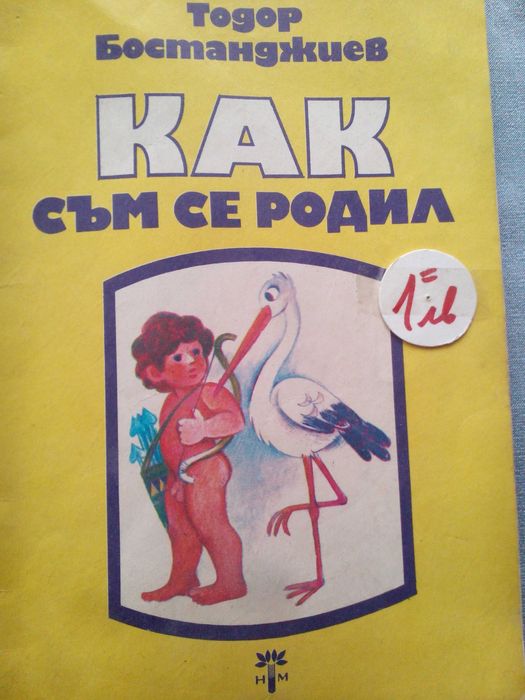 Тодор
Бостанджиев
КАК
СЪМ СЕ РОДИЛ
1= лв
Н М